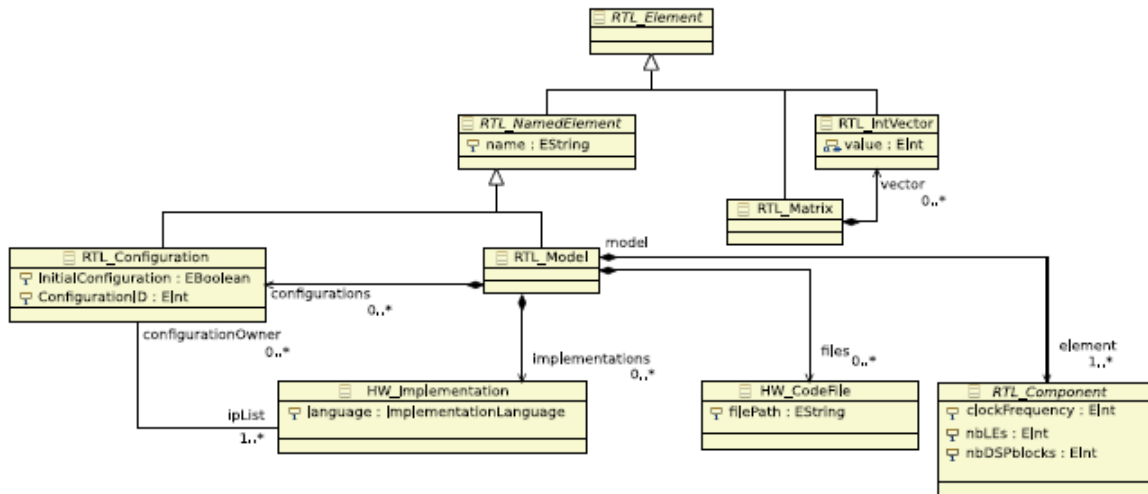 RTL_Element
RTL_NamedElement
name : EString
RTL_IntVector
value : EInt
vector
0..*
RTL_Matrix
RTL_Configuration
InitialConfiguration : EBoolean
ConfigurationID : EInt
RTL_Model
model
configurations
0..*
configurationOwner
0..*
implementations
0..*
files
0..*
element
1..*
ipList
1..*
HW_Implementation
language : ImplementationLanguage
HW_CodeFile
filePath : EString
RTL_Component
clockFrequency : EInt
nbLEs : EInt
nbDSPblocks : EInt